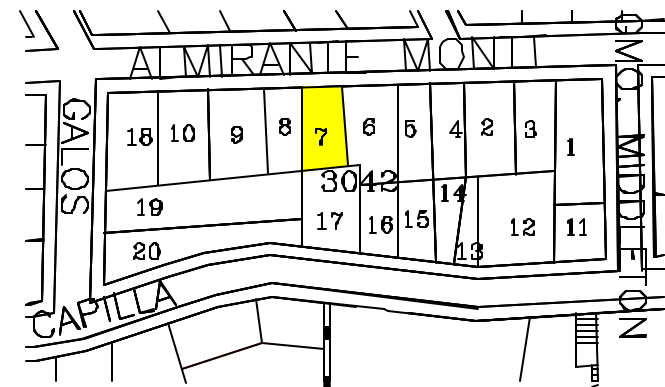 ALMIRANTE MONTT
GALOS
MIDDLETON
18 10 9 8 7 6 5 4 2 3 1
3042
19 17 16 15 14 12 11
20 13
CAPILLA